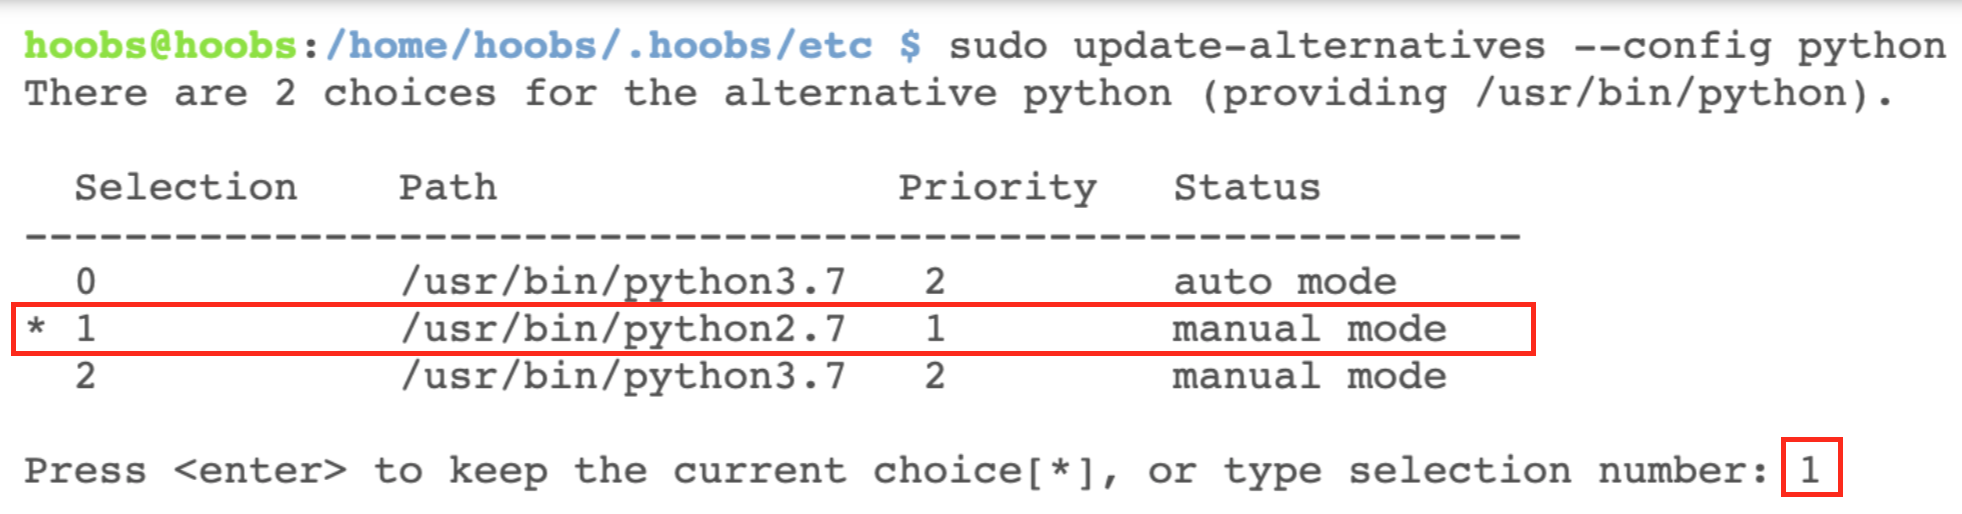 hoobs@hoobs:/home/hoobs/.hoobs/etc $ sudo update-alternatives --config python
There are 2 choices for the alternative python (providing /usr/bin/python).
Selection Path Priority Status
------------------------------------------------------------
0 /usr/bin/python3.7 2 auto mode
* 1 /usr/bin/python2.7 1 manual mode
2 /usr/bin/python3.7 2 manual mode
Press <enter> to keep the current choice[*], or type selection number: 1